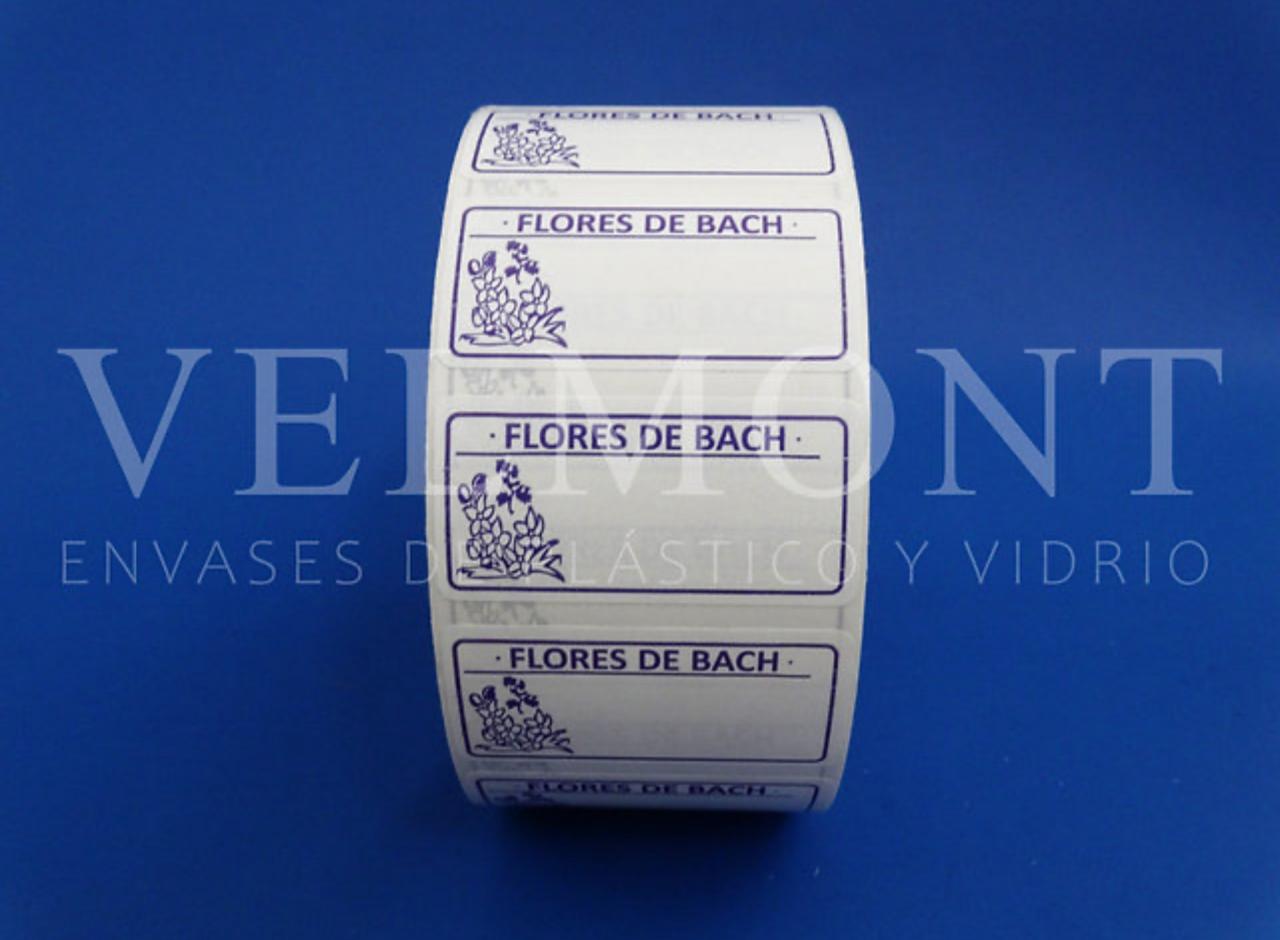 FLORES DE BACH
· FLORES DE BACH ·
VELMONT
· FLORES DE BACH ·
ENVASES DE PLÁSTICO Y VIDRIO
· FLORES DE BACH ·
FLORES DE BACH ·